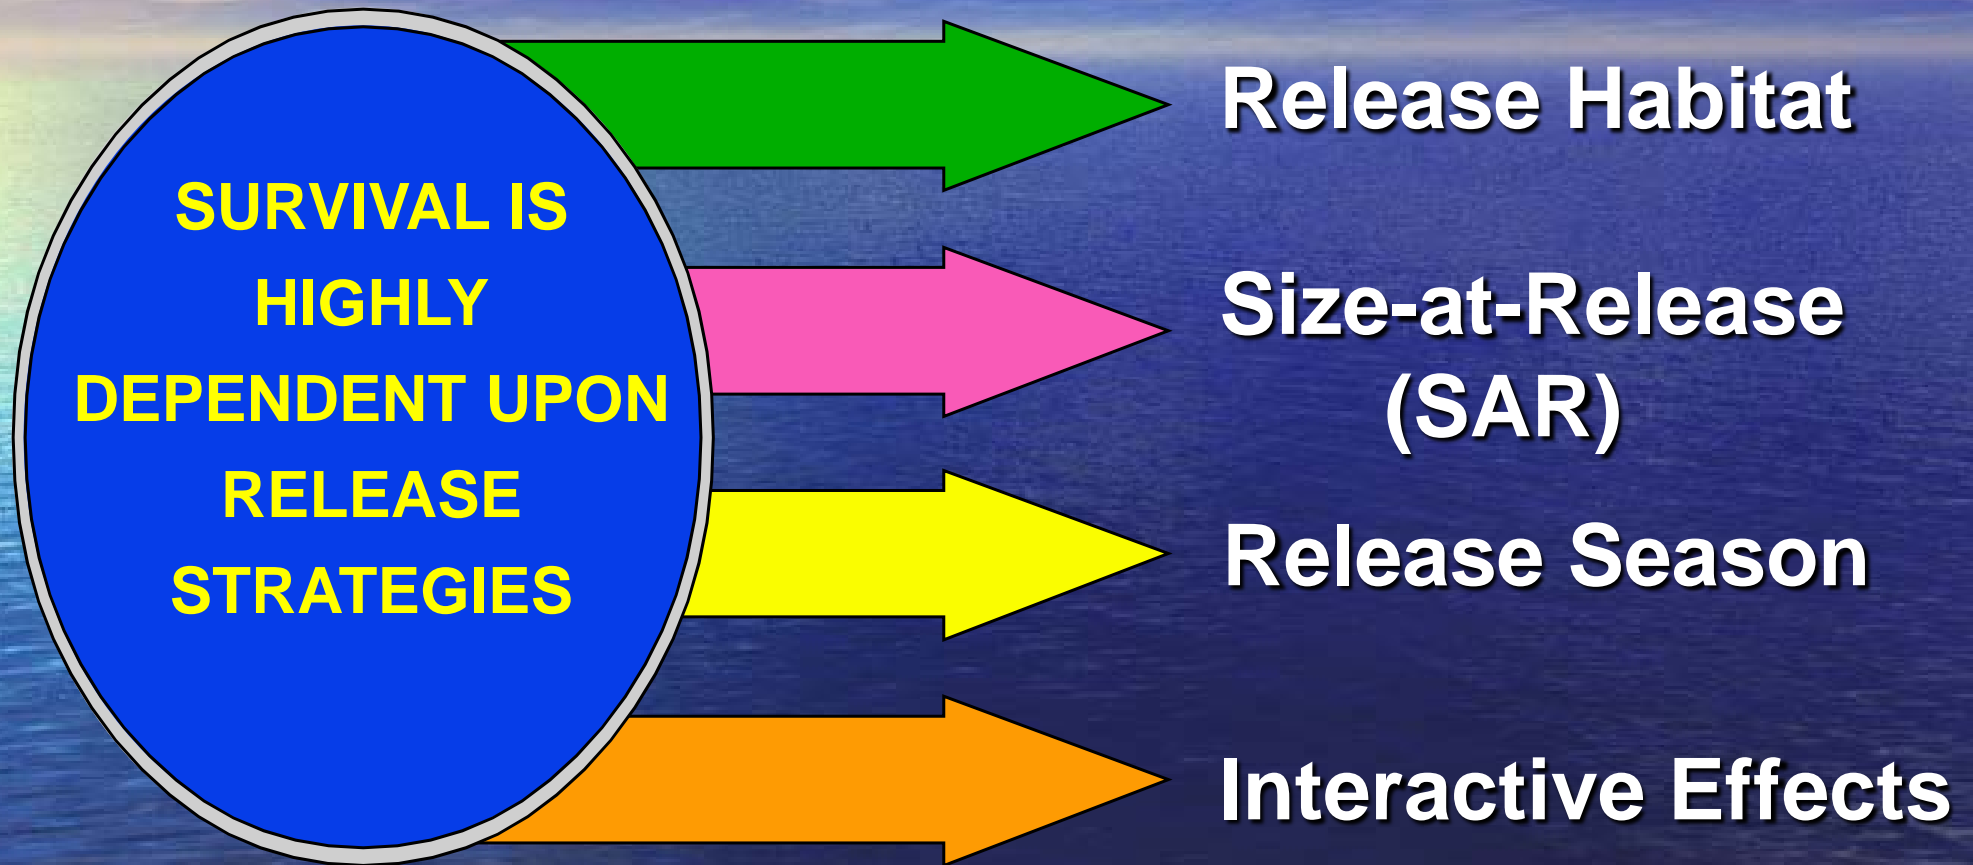 SURVIVAL IS
HIGHLY
DEPENDENT UPON
RELEASE
STRATEGIES
Release Habitat
Size-at-Release
(SAR)
Release Season
Interactive Effects